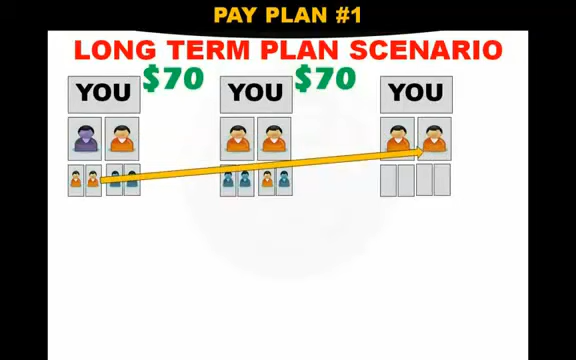 PAY PLAN #1
LONG TERM PLAN SCENARIO
YOU $70 YOU $70 YOU